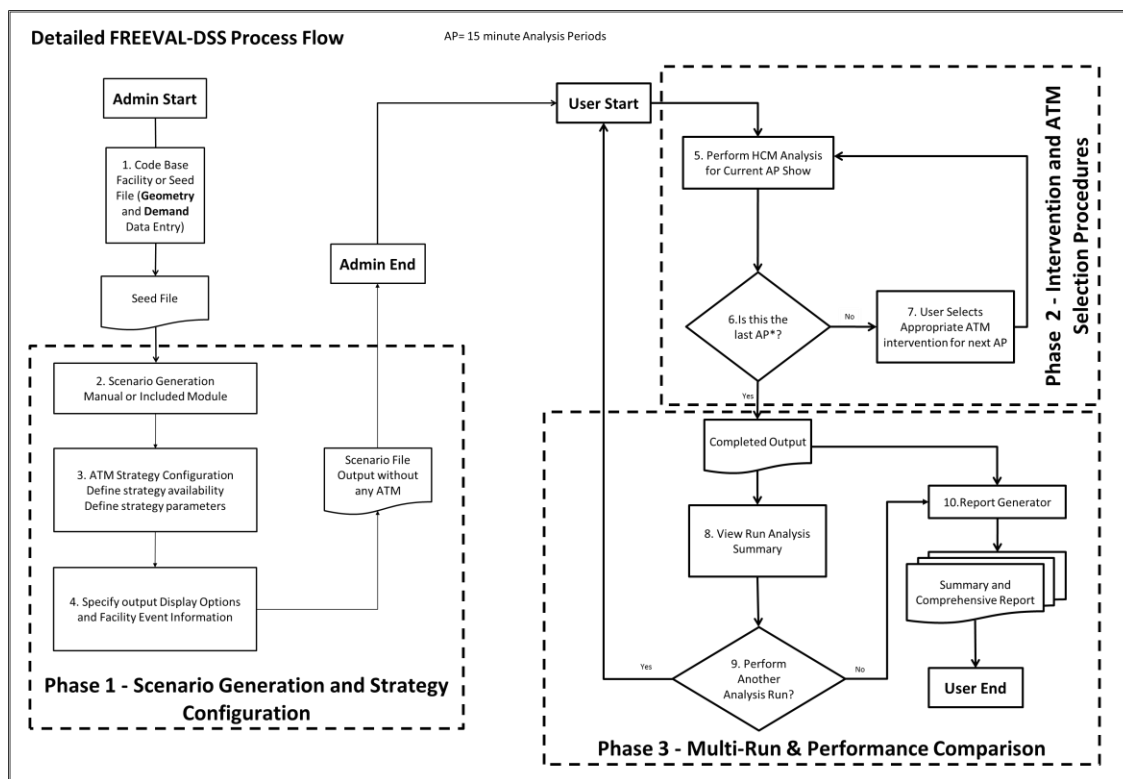 Detailed FREEVAL-DSS Process Flow
AP= 15 minute Analysis Periods
Admin Start
1. Code Base
Facility or Seed
File (Geometry
and Demand
Data Entry)
Seed File
2. Scenario Generation
Manual or Included Module
3. ATM Strategy Configuration
Define strategy availability
Define strategy parameters
4. Specify output Display Options
and Facility Event Information
Phase 1 - Scenario Generation and Strategy
Configuration
Scenario File
Output without
any ATM
Admin End
User Start
5. Perform HCM Analysis
for Current AP Show
6.Is this the
last AP*?
No
7. User Selects
Appropriate ATM
intervention for next AP
Yes
Phase 2 - Intervention and ATM
Selection Procedures
Completed Output
8. View Run Analysis
Summary
9. Perform
Another
Analysis Run?
Yes
No
10.Report Generator
Summary and
Comprehensive Report
User End
Phase 3 - Multi-Run & Performance Comparison